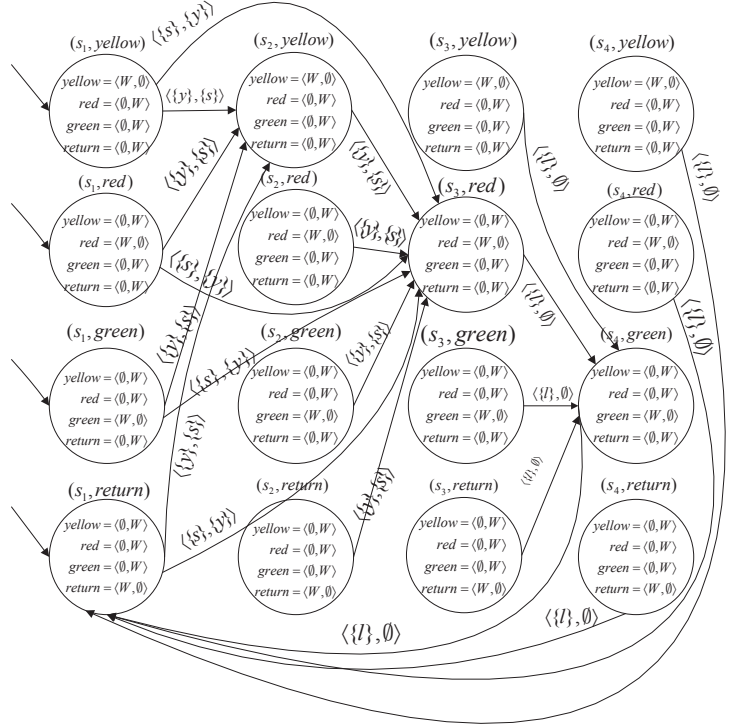 (s₁, yellow)
yellow = ⟨W, ∅⟩
red = ⟨∅, W⟩
green = ⟨∅, W⟩
return = ⟨∅, W⟩
(s₂, yellow)
yellow = ⟨W, ∅⟩
red = ⟨∅, W⟩
green = ⟨∅, W⟩
return = ⟨∅, W⟩
(s₃, yellow)
yellow = ⟨W, ∅⟩
red = ⟨∅, W⟩
green = ⟨∅, W⟩
return = ⟨∅, W⟩
(s₄, yellow)
yellow = ⟨W, ∅⟩
red = ⟨∅, W⟩
green = ⟨∅, W⟩
return = ⟨∅, W⟩
⟨{s}, {y}⟩
⟨{y}, {s}⟩
⟨{y}, {s}⟩
⟨{y}, {s}⟩
⟨{l}, ∅⟩
⟨{l}, ∅⟩
(s₁, red)
yellow = ⟨∅, W⟩
red = ⟨W, ∅⟩
green = ⟨∅, W⟩
return = ⟨∅, W⟩
(s₂, red)
yellow = ⟨∅, W⟩
red = ⟨W, ∅⟩
green = ⟨∅, W⟩
return = ⟨∅, W⟩
(s₃, red)
yellow = ⟨∅, W⟩
red = ⟨W, ∅⟩
green = ⟨∅, W⟩
return = ⟨∅, W⟩
(s₄, red)
yellow = ⟨∅, W⟩
red = ⟨W, ∅⟩
green = ⟨∅, W⟩
return = ⟨∅, W⟩
⟨{y}, {s}⟩
⟨{s}, {y}⟩
⟨{l}, ∅⟩
⟨{l}, ∅⟩
(s₁, green)
yellow = ⟨∅, W⟩
red = ⟨∅, W⟩
green = ⟨W, ∅⟩
return = ⟨∅, W⟩
(s₂, green)
yellow = ⟨∅, W⟩
red = ⟨∅, W⟩
green = ⟨W, ∅⟩
return = ⟨∅, W⟩
(s₃, green)
yellow = ⟨∅, W⟩
red = ⟨∅, W⟩
green = ⟨W, ∅⟩
return = ⟨∅, W⟩
(s₄, green)
yellow = ⟨∅, W⟩
red = ⟨∅, W⟩
green = ⟨W, ∅⟩
return = ⟨∅, W⟩
⟨{y}, {s}⟩
⟨{s}, {y}⟩
⟨{y}, {s}⟩
⟨{l}, ∅⟩
⟨{y}, {s}⟩
(s₁, return)
yellow = ⟨∅, W⟩
red = ⟨∅, W⟩
green = ⟨∅, W⟩
return = ⟨W, ∅⟩
(s₂, return)
yellow = ⟨∅, W⟩
red = ⟨∅, W⟩
green = ⟨∅, W⟩
return = ⟨W, ∅⟩
(s₃, return)
yellow = ⟨∅, W⟩
red = ⟨∅, W⟩
green = ⟨∅, W⟩
return = ⟨W, ∅⟩
(s₄, return)
yellow = ⟨∅, W⟩
red = ⟨∅, W⟩
green = ⟨∅, W⟩
return = ⟨W, ∅⟩
⟨{s}, {y}⟩
⟨{y}, {s}⟩
⟨{l}, ∅⟩
⟨{l}, ∅⟩
⟨{l}, ∅⟩